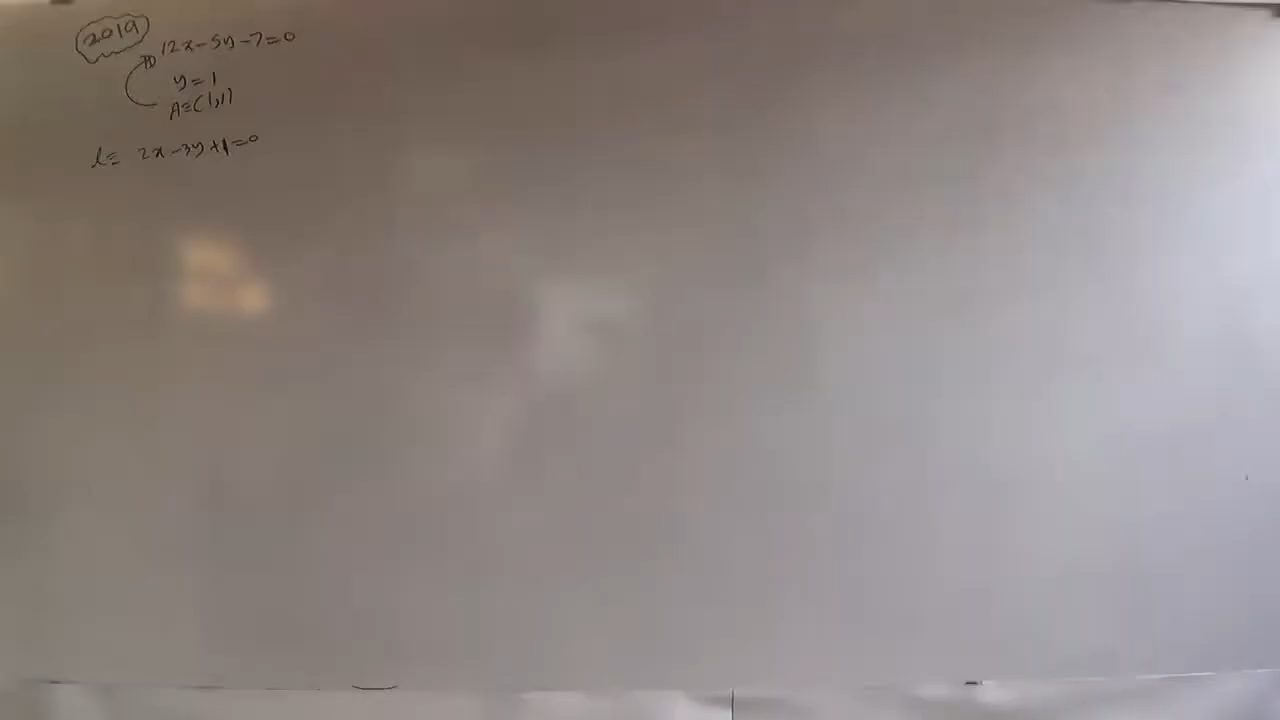 2019
12x-5y-7=0
y=1
A≡(1,1)
l≡ 2x-3y+1=0